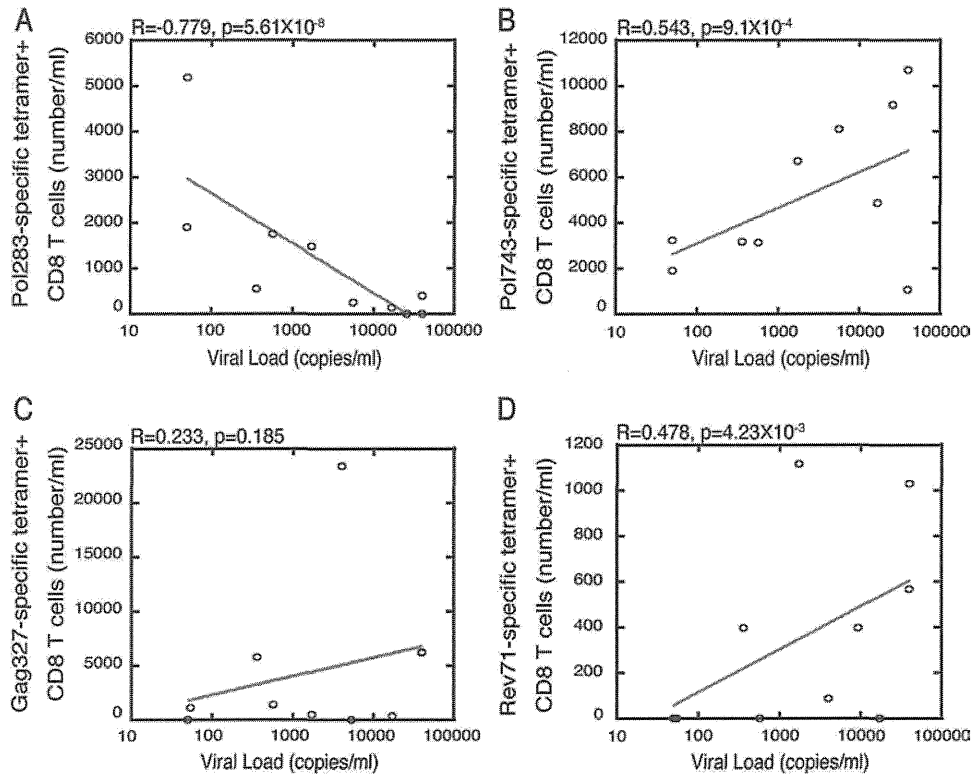 A
R=-0.779, p=5.61X10-8
Pol283-specific tetramer+
CD8 T cells (number/ml)
6000
5000
4000
3000
2000
1000
0
10 100 1000 10000 100000
Viral Load (copies/ml)
B
R=0.543, p=9.1X10-4
Pol743-specific tetramer+
CD8 T cells (number/ml)
12000
10000
8000
6000
4000
2000
0
10 100 1000 10000 100000
Viral Load (copies/ml)
C
R=0.233, p=0.185
Gag327-specific tetramer+
CD8 T cells (number/ml)
25000
20000
15000
10000
5000
0
10 100 1000 10000 100000
Viral Load (copies/ml)
D
R=0.478, p=4.23X10-3
Rev71-specific tetramer+
CD8 T cells (number/ml)
1200
1000
800
600
400
200
0
10 100 1000 10000 100000
Viral Load (copies/ml)